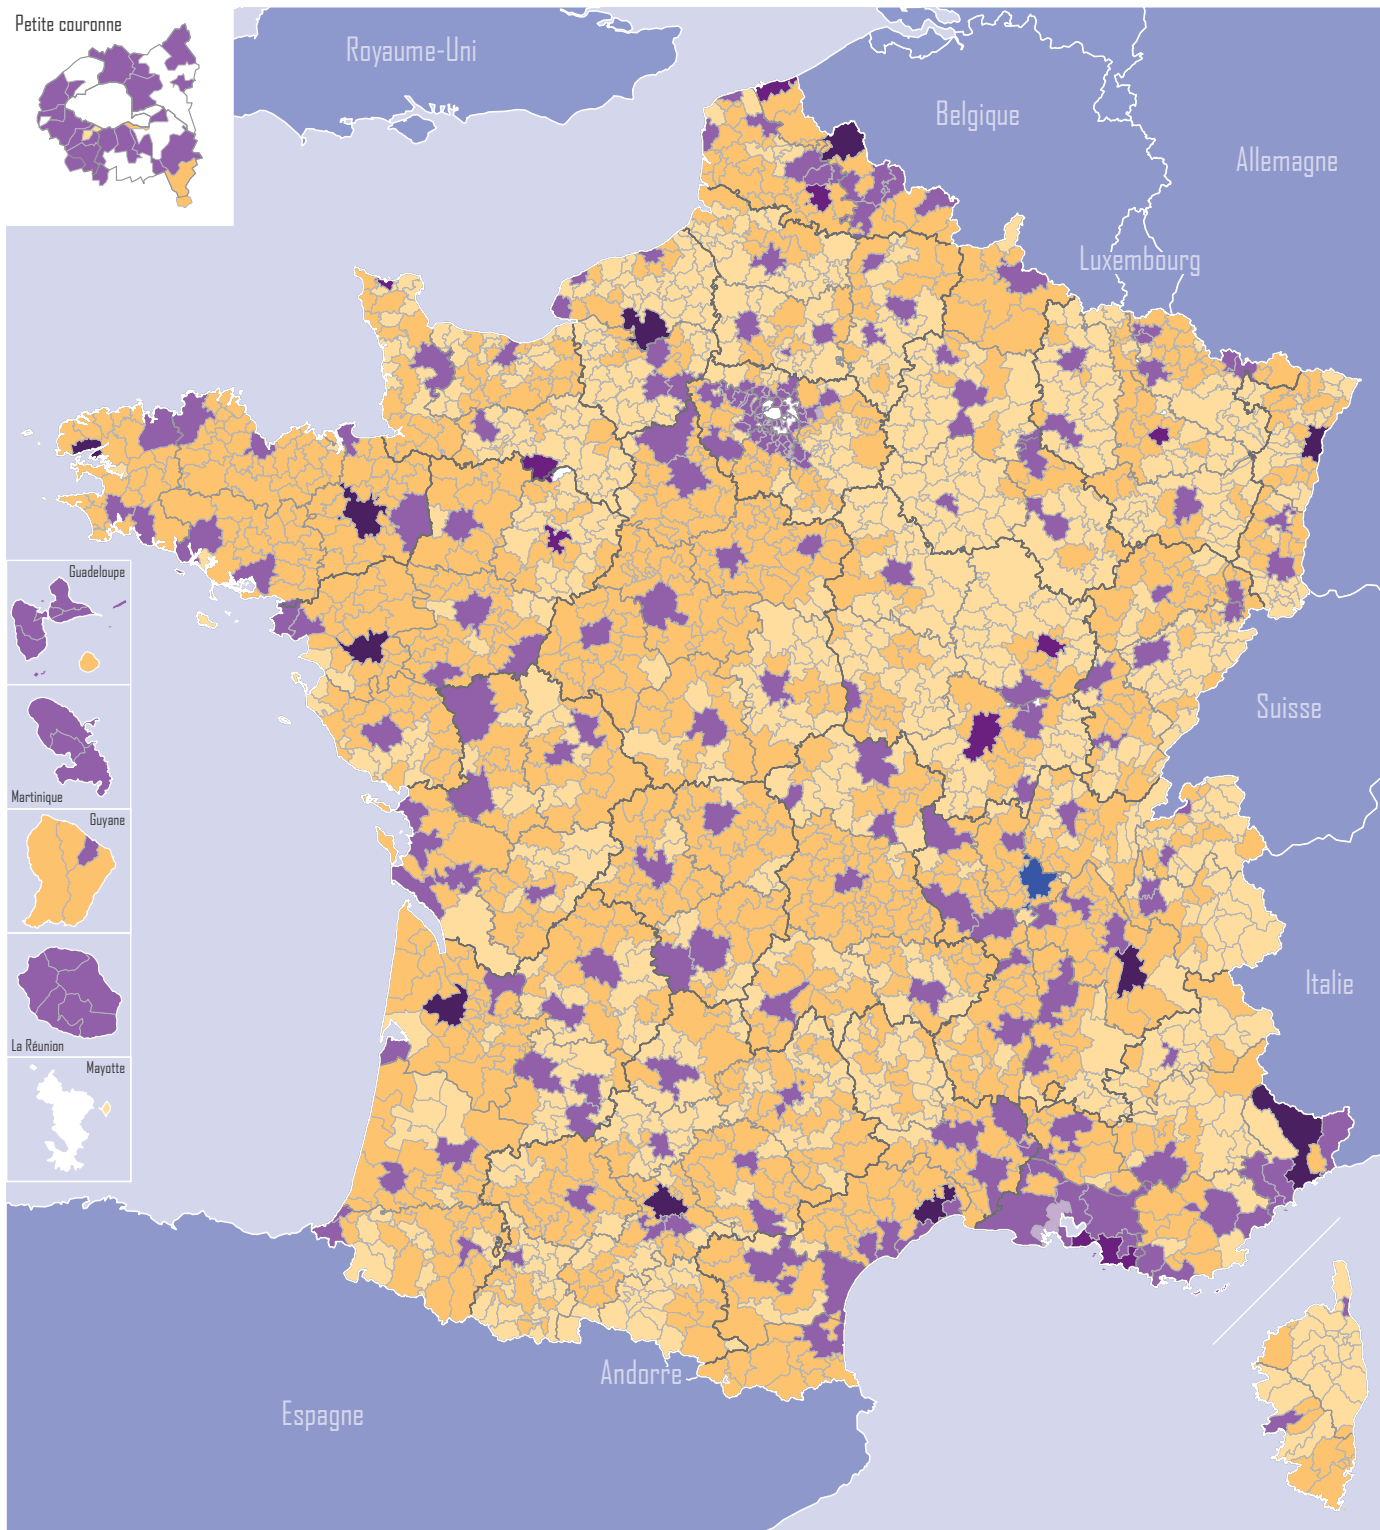 Petite couronne
Royaume-Uni
Belgique
Allemagne
Luxembourg
Guadeloupe
Suisse
Martinique
Guyane
Italie
La Réunion
Mayotte
Andorre
Espagne